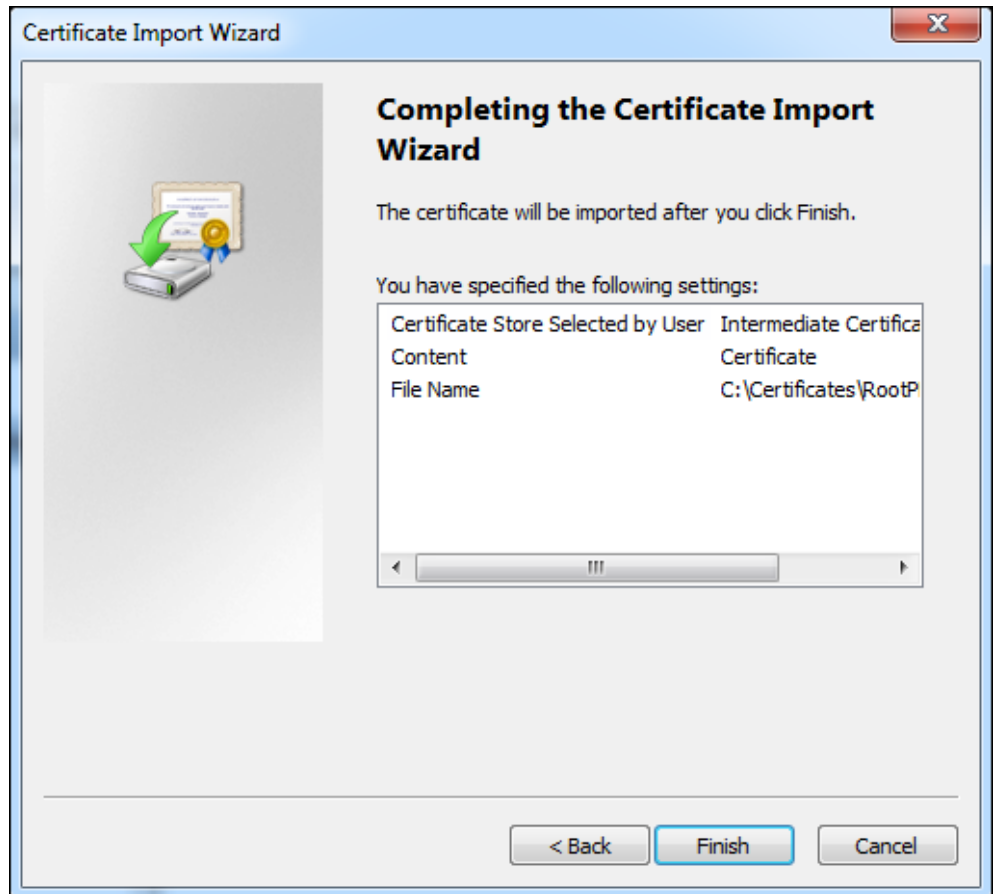 Certificate Import Wizard
Completing the Certificate Import
Wizard
The certificate will be imported after you click Finish.
You have specified the following settings:
Certificate Store Selected by User Intermediate Certifica
Content Certificate
File Name C:\Certificates\RootP
< Back Finish Cancel